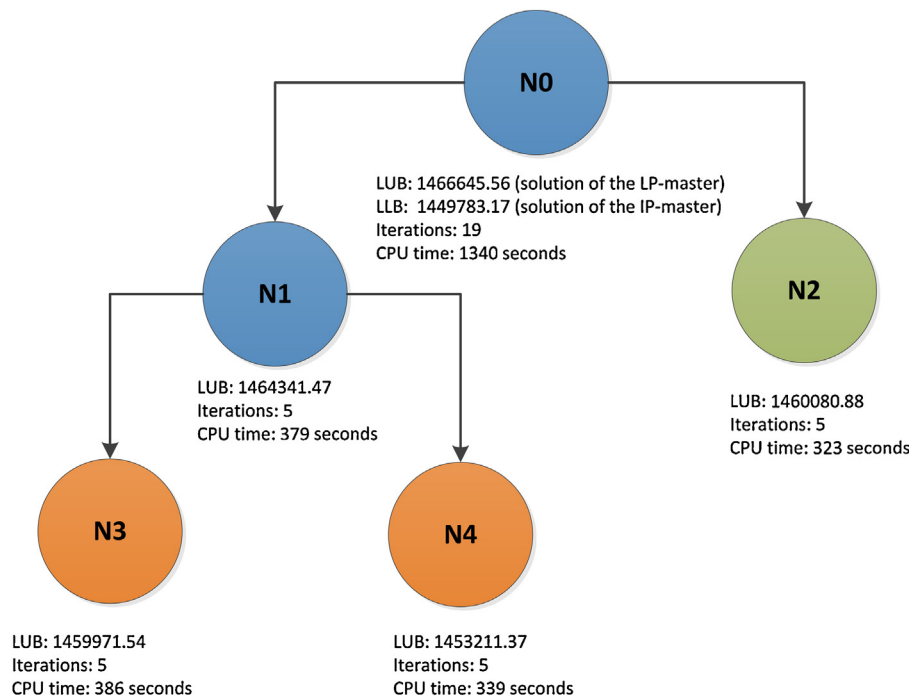 N0
LUB: 1466645.56 (solution of the LP-master)
LLB: 1449783.17 (solution of the IP-master)
Iterations: 19
CPU time: 1340 seconds
N1
LUB: 1464341.47
Iterations: 5
CPU time: 379 seconds
N2
LUB: 1460080.88
Iterations: 5
CPU time: 323 seconds
N3
LUB: 1459971.54
Iterations: 5
CPU time: 386 seconds
N4
LUB: 1453211.37
Iterations: 5
CPU time: 339 seconds